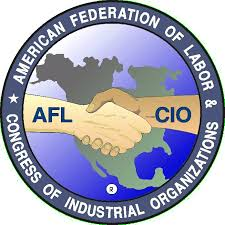 AMERICAN FEDERATION OF LABOR &
CONGRESS OF INDUSTRIAL ORGANIZATIONS
AFL
CIO